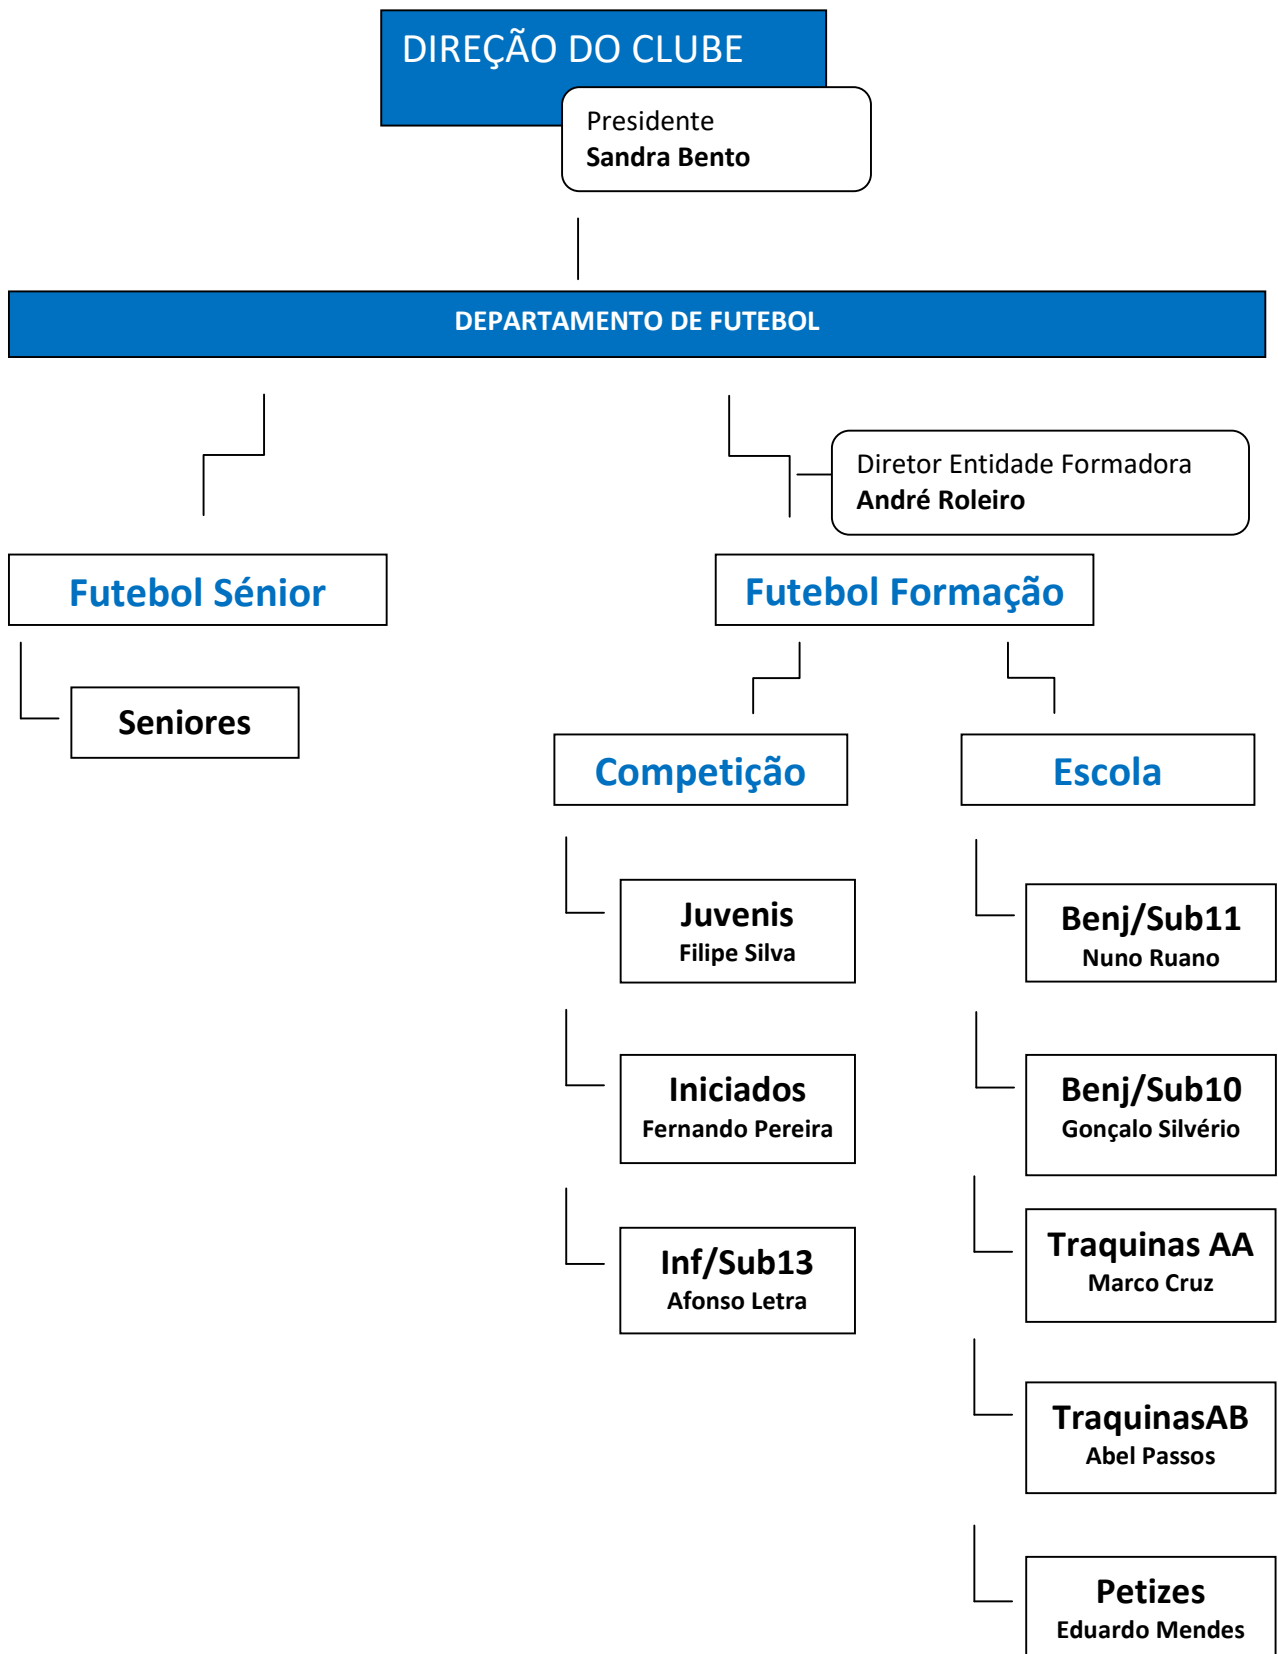 DIREÇÃO DO CLUBE
Presidente
Sandra Bento
DEPARTAMENTO DE FUTEBOL
Diretor Entidade Formadora
André Roleiro
Futebol Sénior
Futebol Formação
Seniores
Competição
Escola
Juvenis
Filipe Silva
Iniciados
Fernando Pereira
Inf/Sub13
Afonso Letra
Benj/Sub11
Nuno Ruano
Benj/Sub10
Gonçalo Silvério
Traquinas AA
Marco Cruz
TraquinasAB
Abel Passos
Petizes
Eduardo Mendes